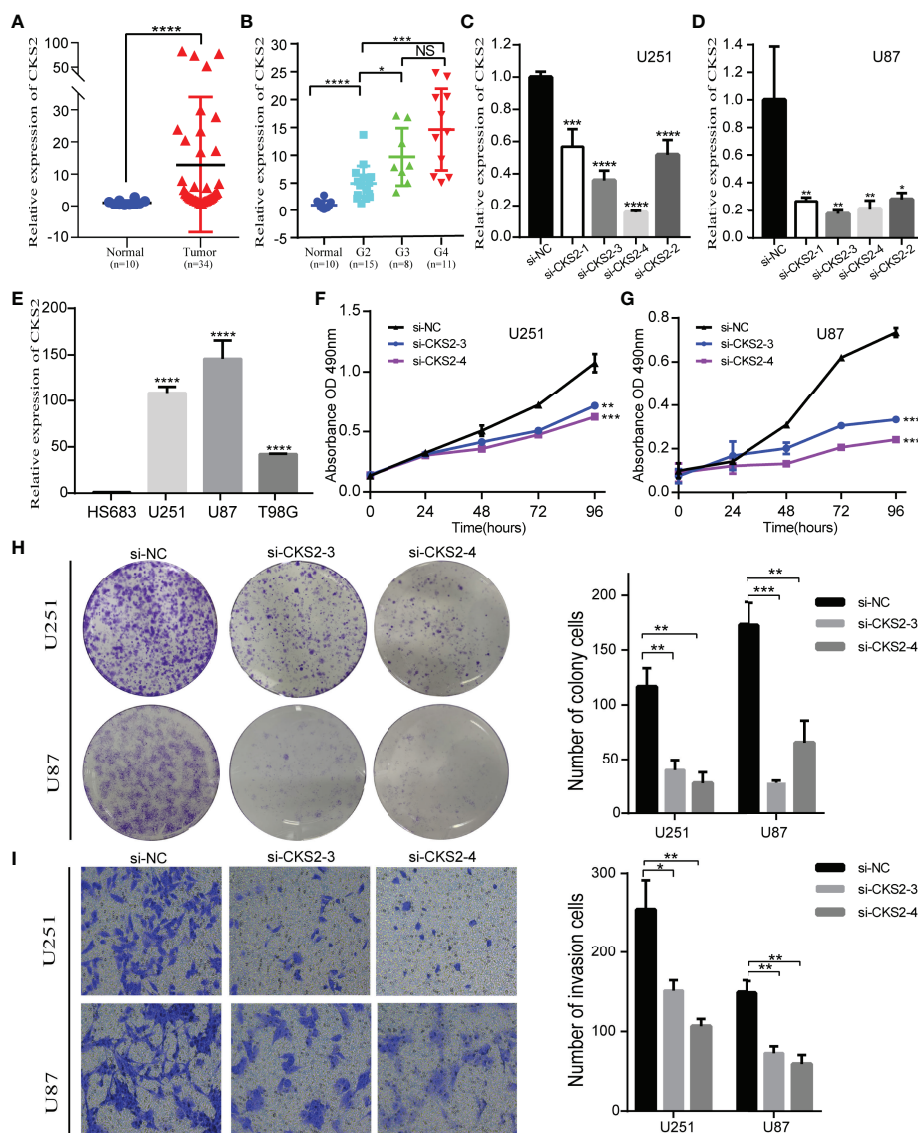 A
Relative expression of CKS2
100
50
30
20
10
0
-10
****
Normal
(n=10)
Tumor
(n=34)
B
Relative expression of CKS2
30
25
20
15
10
5
0
-5
****
***
*
NS
Normal
(n=10)
G2
(n=15)
G3
(n=8)
G4
(n=11)
C
U251
Relative expression of CKS2
1.2
1.0
0.8
0.6
0.4
0.2
0
***
****
****
****
si-NC
si-CKS2-1
si-CKS2-3
si-CKS2-4
si-CKS2-2
D
U87
Relative expression of CKS2
1.4
1.2
1.0
0.8
0.6
0.4
0.2
0
**
**
**
*
si-NC
si-CKS2-1
si-CKS2-3
si-CKS2-4
si-CKS2-2
E
Relative expression of CKS2
200
150
100
50
0
****
****
****
HS683
U251
U87
T98G
F
U251
si-NC
si-CKS2-3
si-CKS2-4
Absorbance OD 490nm
1.5
1.0
0.5
0.0
**
***
0
24
48
72
96
Time(hours)
G
U87
si-NC
si-CKS2-3
si-CKS2-4
Absorbance OD 490nm
0.8
0.6
0.4
0.2
0.0
***
***
0
24
48
72
96
Time(hours)
H
si-NC
si-CKS2-3
si-CKS2-4
U251
U87
Number of colony cells
200
150
100
50
0
**
**
***
**
si-NC
si-CKS2-3
si-CKS2-4
U251
U87
I
si-NC
si-CKS2-3
si-CKS2-4
U251
U87
Number of invasion cells
300
200
100
0
**
*
**
**
si-NC
si-CKS2-3
si-CKS2-4
U251
U87